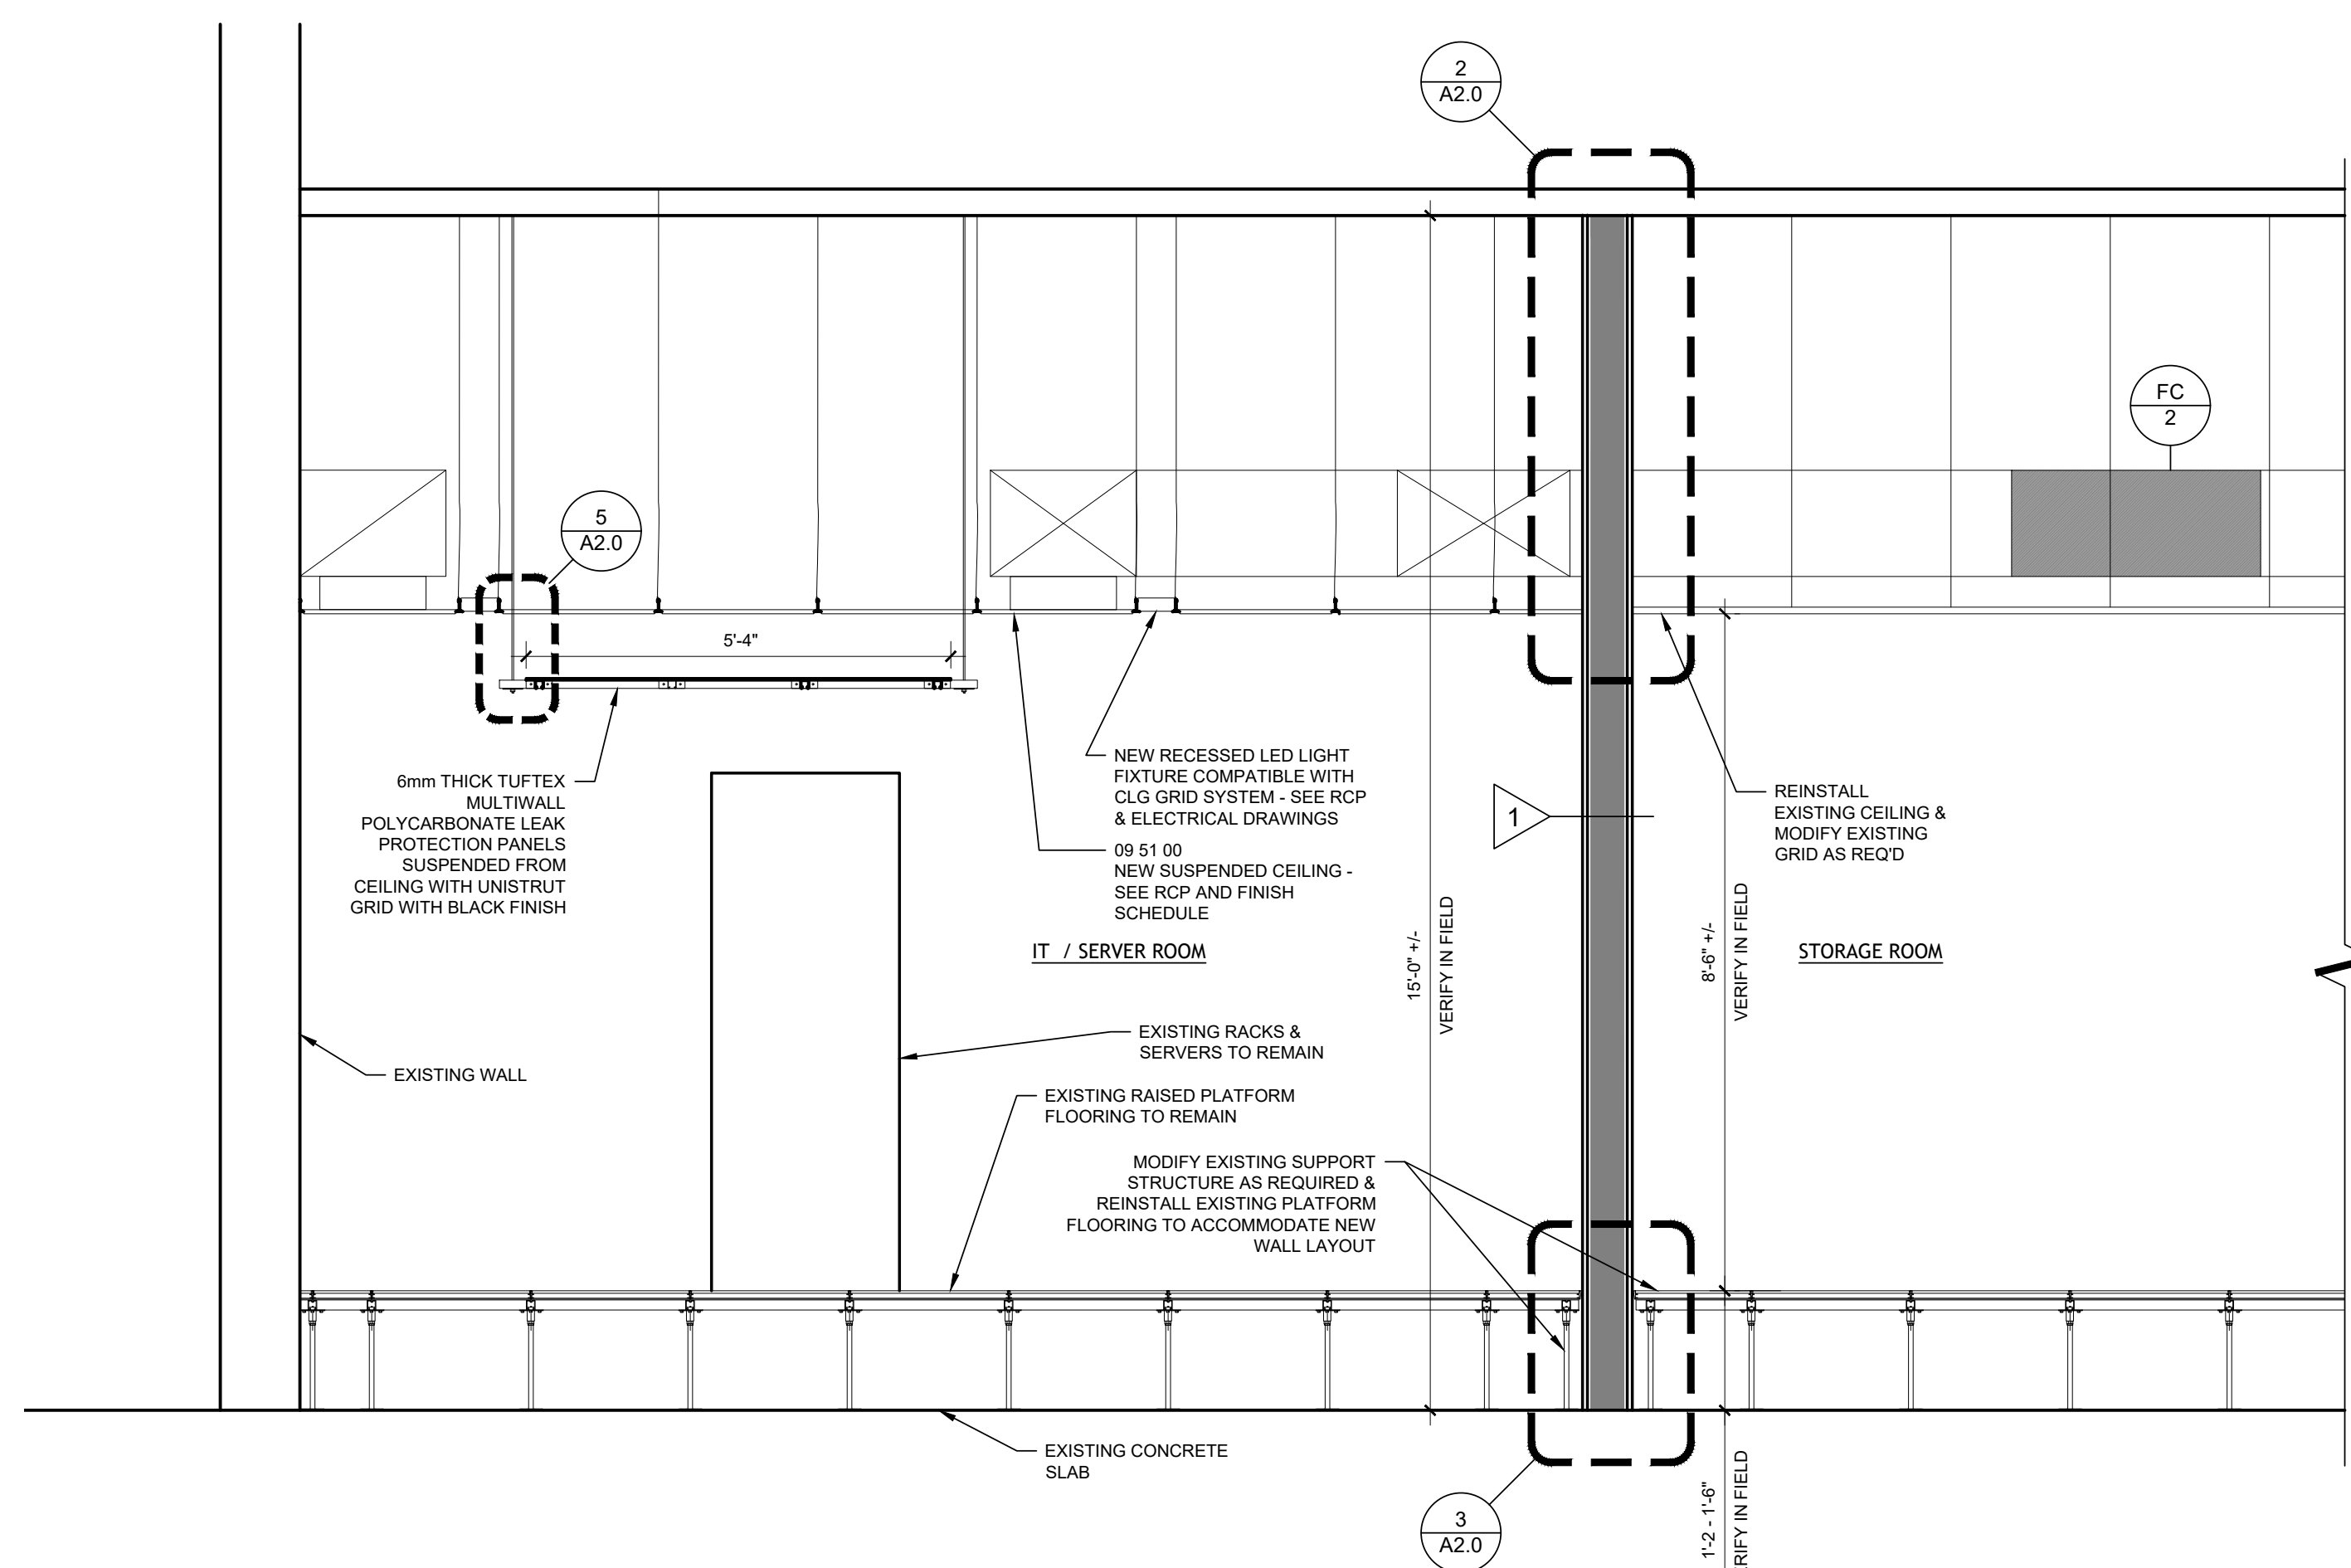 2
A2.0
FC
2
5
A2.0
5'-4"
6mm THICK TUFTEX
MULTIWALL
POLYCARBONATE LEAK
PROTECTION PANELS
SUSPENDED FROM
CEILING WITH UNISTRUT
GRID WITH BLACK FINISH
NEW RECESSED LED LIGHT
FIXTURE COMPATIBLE WITH
CLG GRID SYSTEM - SEE RCP
& ELECTRICAL DRAWINGS
09 51 00
NEW SUSPENDED CEILING -
SEE RCP AND FINISH
SCHEDULE
1
REINSTALL
EXISTING CEILING &
MODIFY EXISTING
GRID AS REQ'D
IT / SERVER ROOM
15'-0" +/-
VERIFY IN FIELD
8'-6" +/-
VERIFY IN FIELD
STORAGE ROOM
EXISTING RACKS &
SERVERS TO REMAIN
EXISTING WALL
EXISTING RAISED PLATFORM
FLOORING TO REMAIN
MODIFY EXISTING SUPPORT
STRUCTURE AS REQUIRED &
REINSTALL EXISTING PLATFORM
FLOORING TO ACCOMMODATE NEW
WALL LAYOUT
EXISTING CONCRETE
SLAB
3
A2.0
1'-2 - 1'-6"
IN FIELD